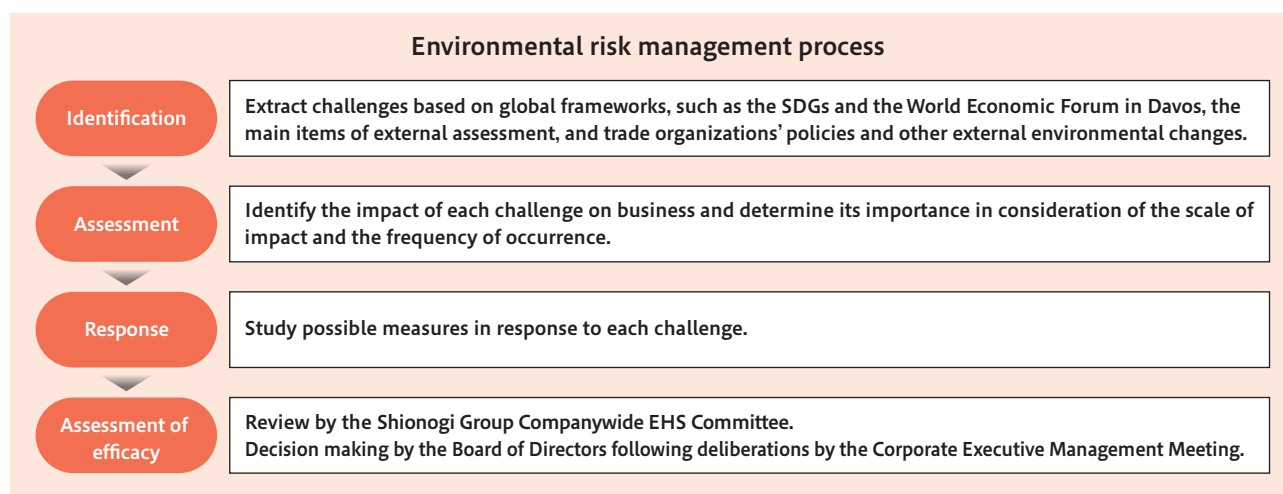 Environmental risk management process
Identification
Extract challenges based on global frameworks, such as the SDGs and the World Economic Forum in Davos, the
main items of external assessment, and trade organizations' policies and other external environmental changes.
Assessment
Identify the impact of each challenge on business and determine its importance in consideration of the scale of
impact and the frequency of occurrence.
Response
Study possible measures in response to each challenge.
Assessment of
efficacy
Review by the Shionogi Group Companywide EHS Committee.
Decision making by the Board of Directors following deliberations by the Corporate Executive Management Meeting.